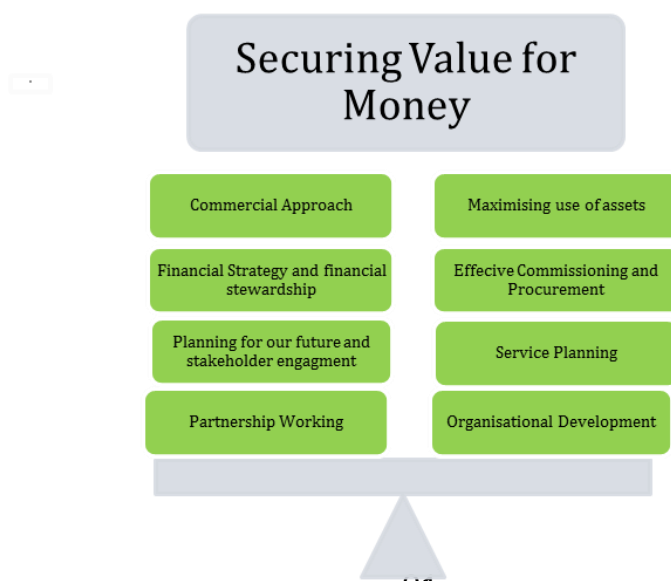 Securing Value for
Money
Commercial Approach
Maximising use of assets
Financial Strategy and financial
stewardship
Effecive Commissioning and
Procurement
Planning for our future and
stakeholder engagment
Service Planning
Partnership Working
Organisational Development